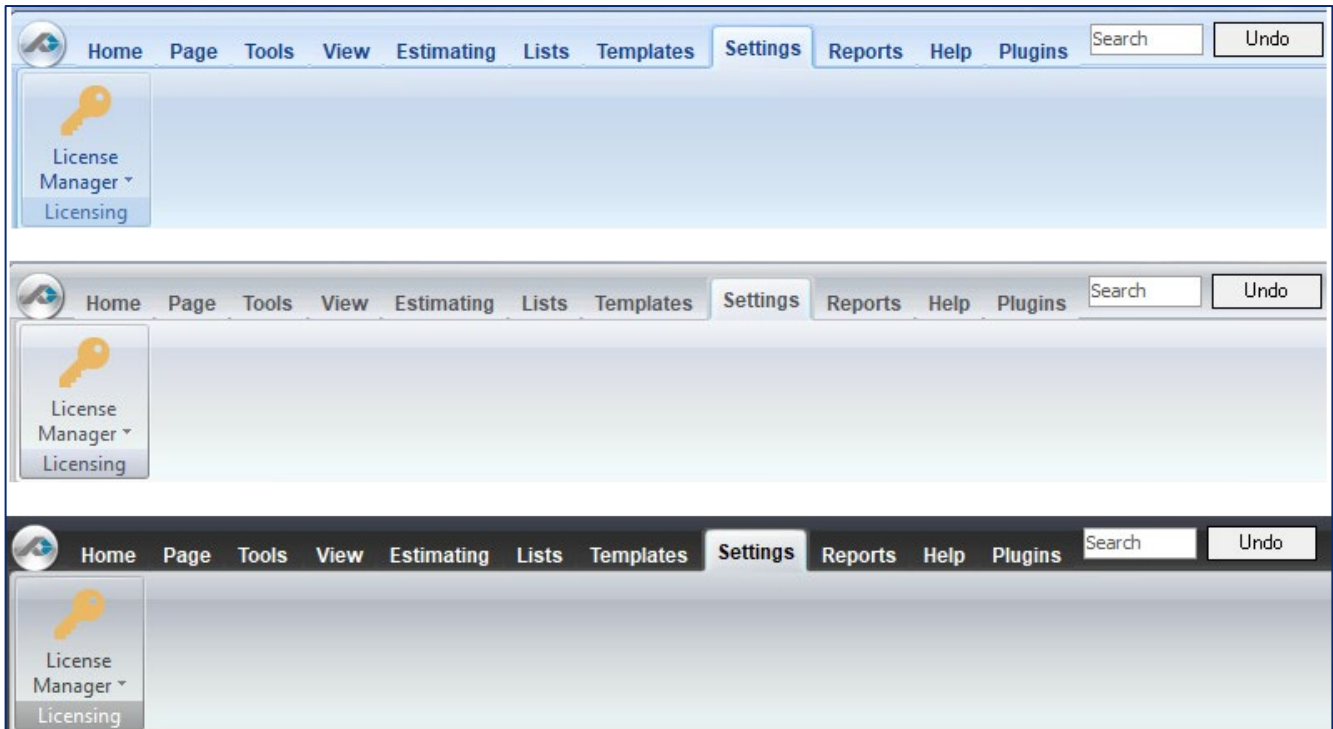 Home Page Tools View Estimating Lists Templates Settings Reports Help Plugins Search Undo
License
Manager
Licensing
Home Page Tools View Estimating Lists Templates Settings Reports Help Plugins Search Undo
License
Manager
Licensing
Home Page Tools View Estimating Lists Templates Settings Reports Help Plugins Search Undo
License
Manager
Licensing